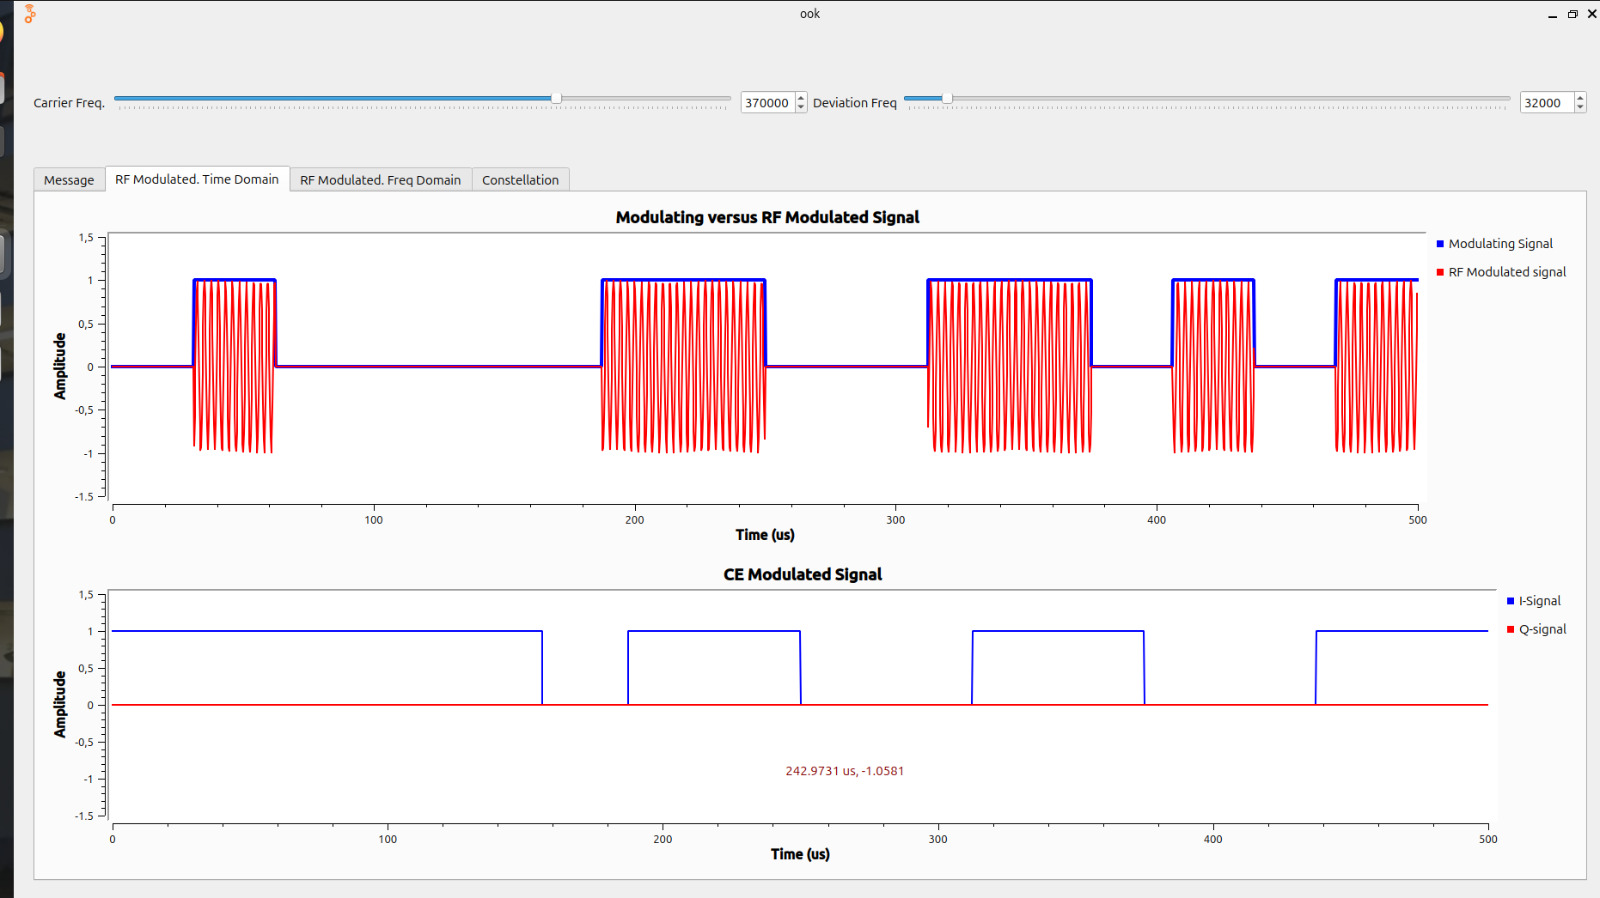 ook
Carrier Freq. 370000 Deviation Freq 32000
Message RF Modulated. Time Domain RF Modulated. Freq Domain Constellation
Modulating versus RF Modulated Signal
1,5
1
0,5
0
-0,5
-1
-1.5
Amplitude
0 100 200 300 400 500
Time (us)
Modulating Signal
RF Modulated signal
CE Modulated Signal
1,5
1
0,5
0
-0,5
-1
-1.5
Amplitude
242.9731 us, -1.0581
0 100 200 300 400 500
Time (us)
I-Signal
Q-signal